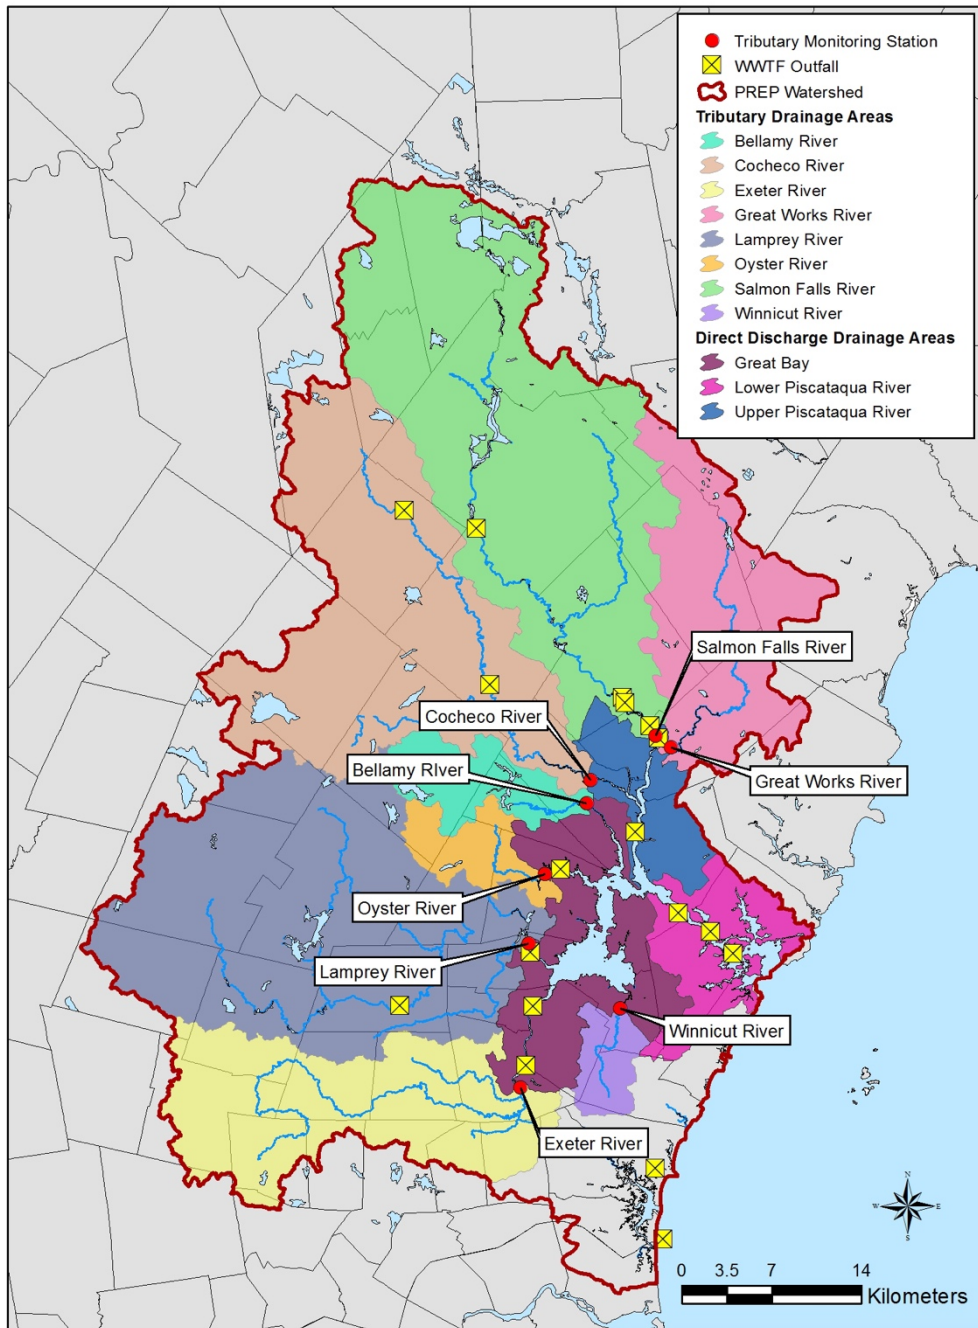 Tributary Monitoring Station
WWTF Outfall
PREP Watershed
Tributary Drainage Areas
Bellamy River
Cocheco River
Exeter River
Great Works River
Lamprey River
Oyster River
Salmon Falls River
Winnicut River
Direct Discharge Drainage Areas
Great Bay
Lower Piscataqua River
Upper Piscataqua River
Salmon Falls River
Cocheco River
Bellamy RIver
Great Works River
Oyster River
Lamprey River
Winnicut River
Exeter River
N
W E
S
0 3.5 7 14
Kilometers